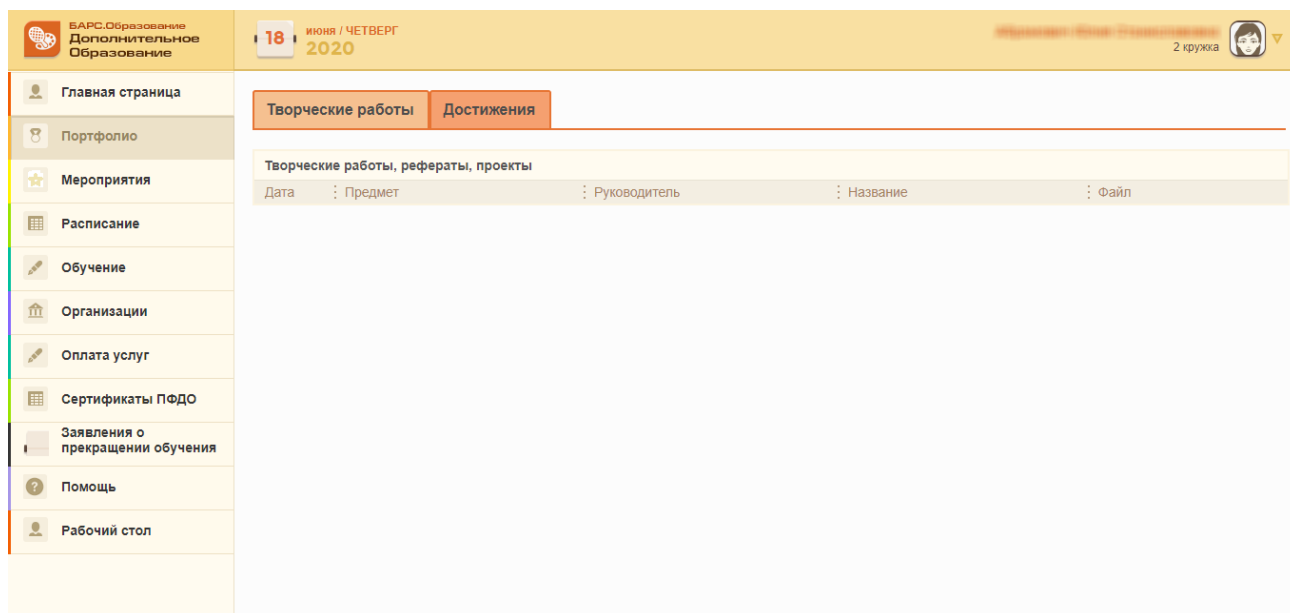 БАРС.Образование
Дополнительное
Образование
18
июня / ЧЕТВЕРГ
2020
2 кружка
Главная страница
Портфолио
Мероприятия
Расписание
Обучение
Организации
Оплата услуг
Сертификаты ПФДО
Заявления о
прекращении обучения
Помощь
Рабочий стол
Творческие работы Достижения
Творческие работы, рефераты, проекты
Дата Предмет Руководитель Название Файл